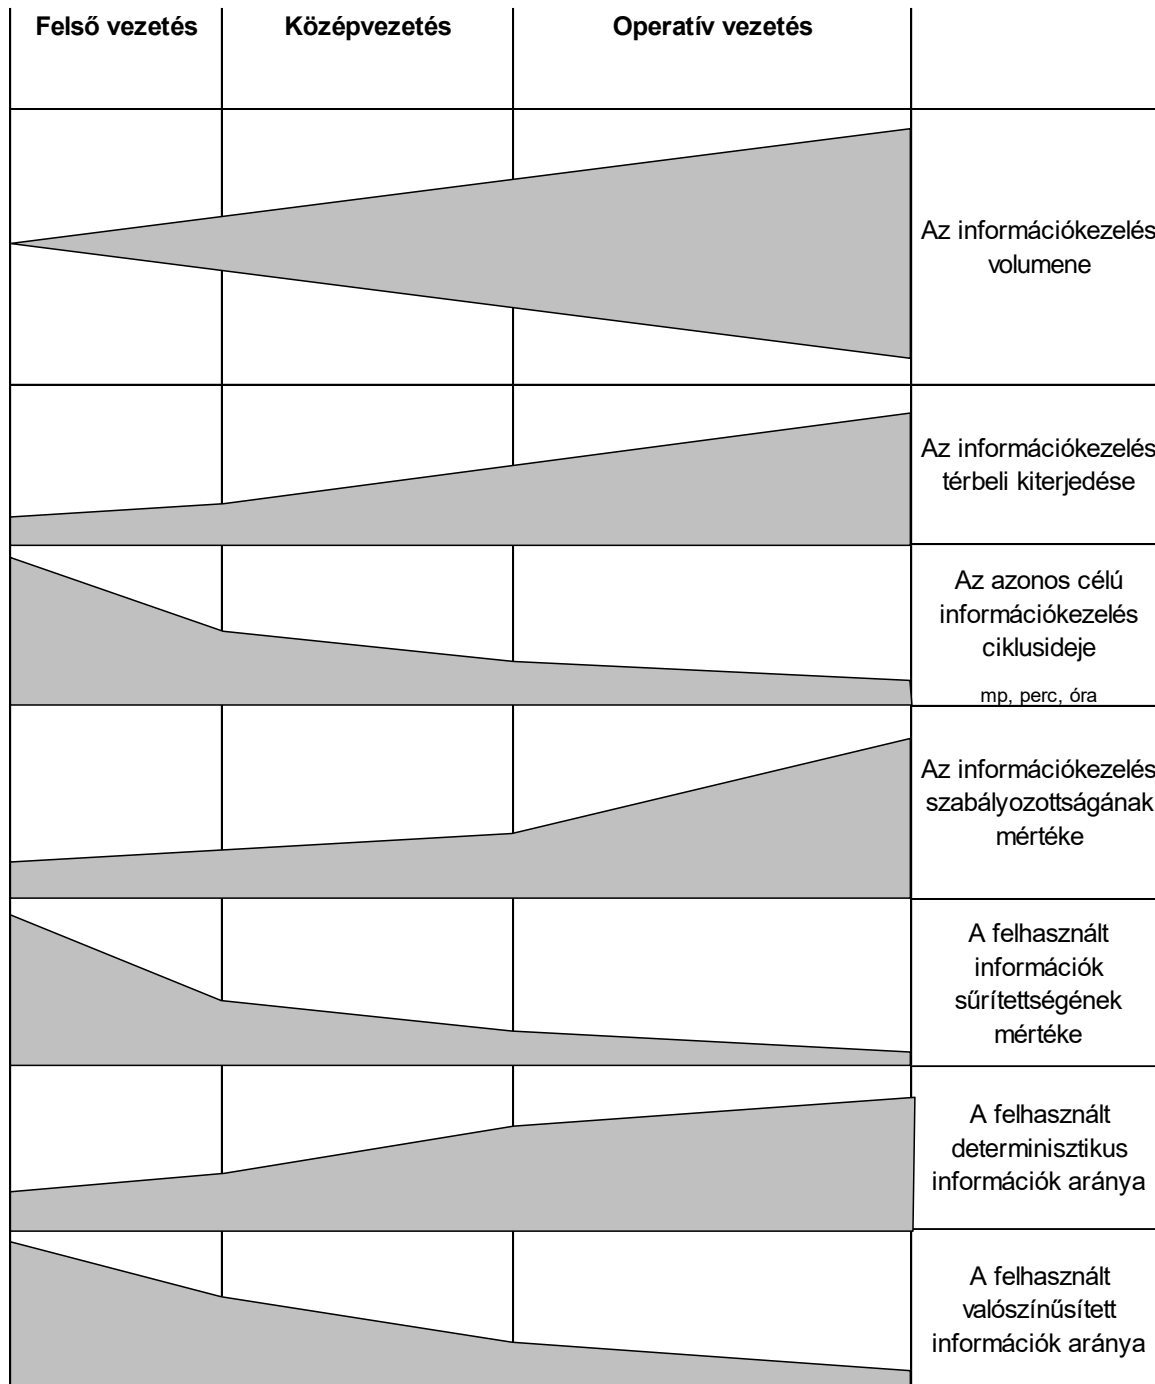 Felső vezetés Középvezetés Operatív vezetés
Az információkezelés
volumene
Az információkezelés
térbeli kiterjedése
Az azonos célú
információkezelés
ciklusideje
mp, perc, óra
Az információkezelés
szabályozottságának
mértéke
A felhasznált
információk
sűrítettségének
mértéke
A felhasznált
determinisztikus
információk aránya
A felhasznált
valószínűsített
információk aránya